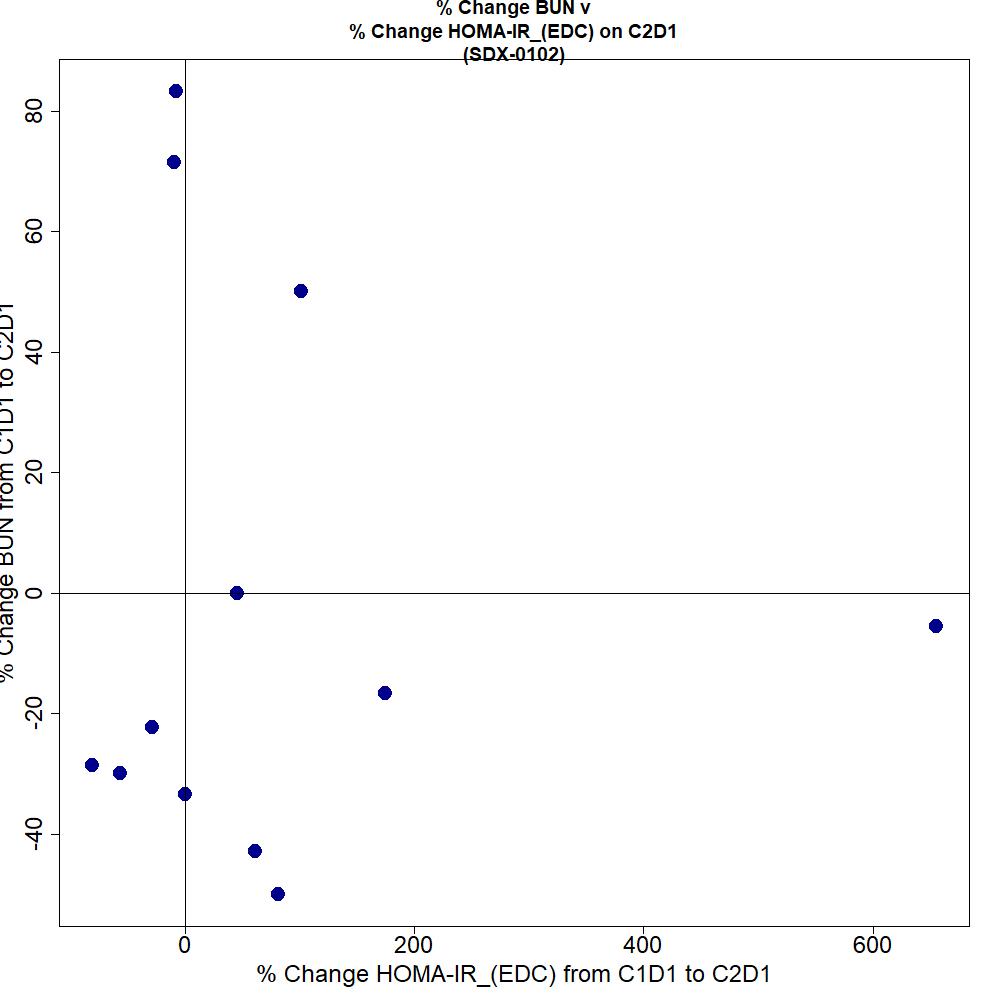 % Change BUN v
% Change HOMA-IR_(EDC) on C2D1
(SDX-0102)
% Change BUN from C1D1 to C2D1
80
60
40
20
0
-20
-40
0
200
400
600
% Change HOMA-IR_(EDC) from C1D1 to C2D1